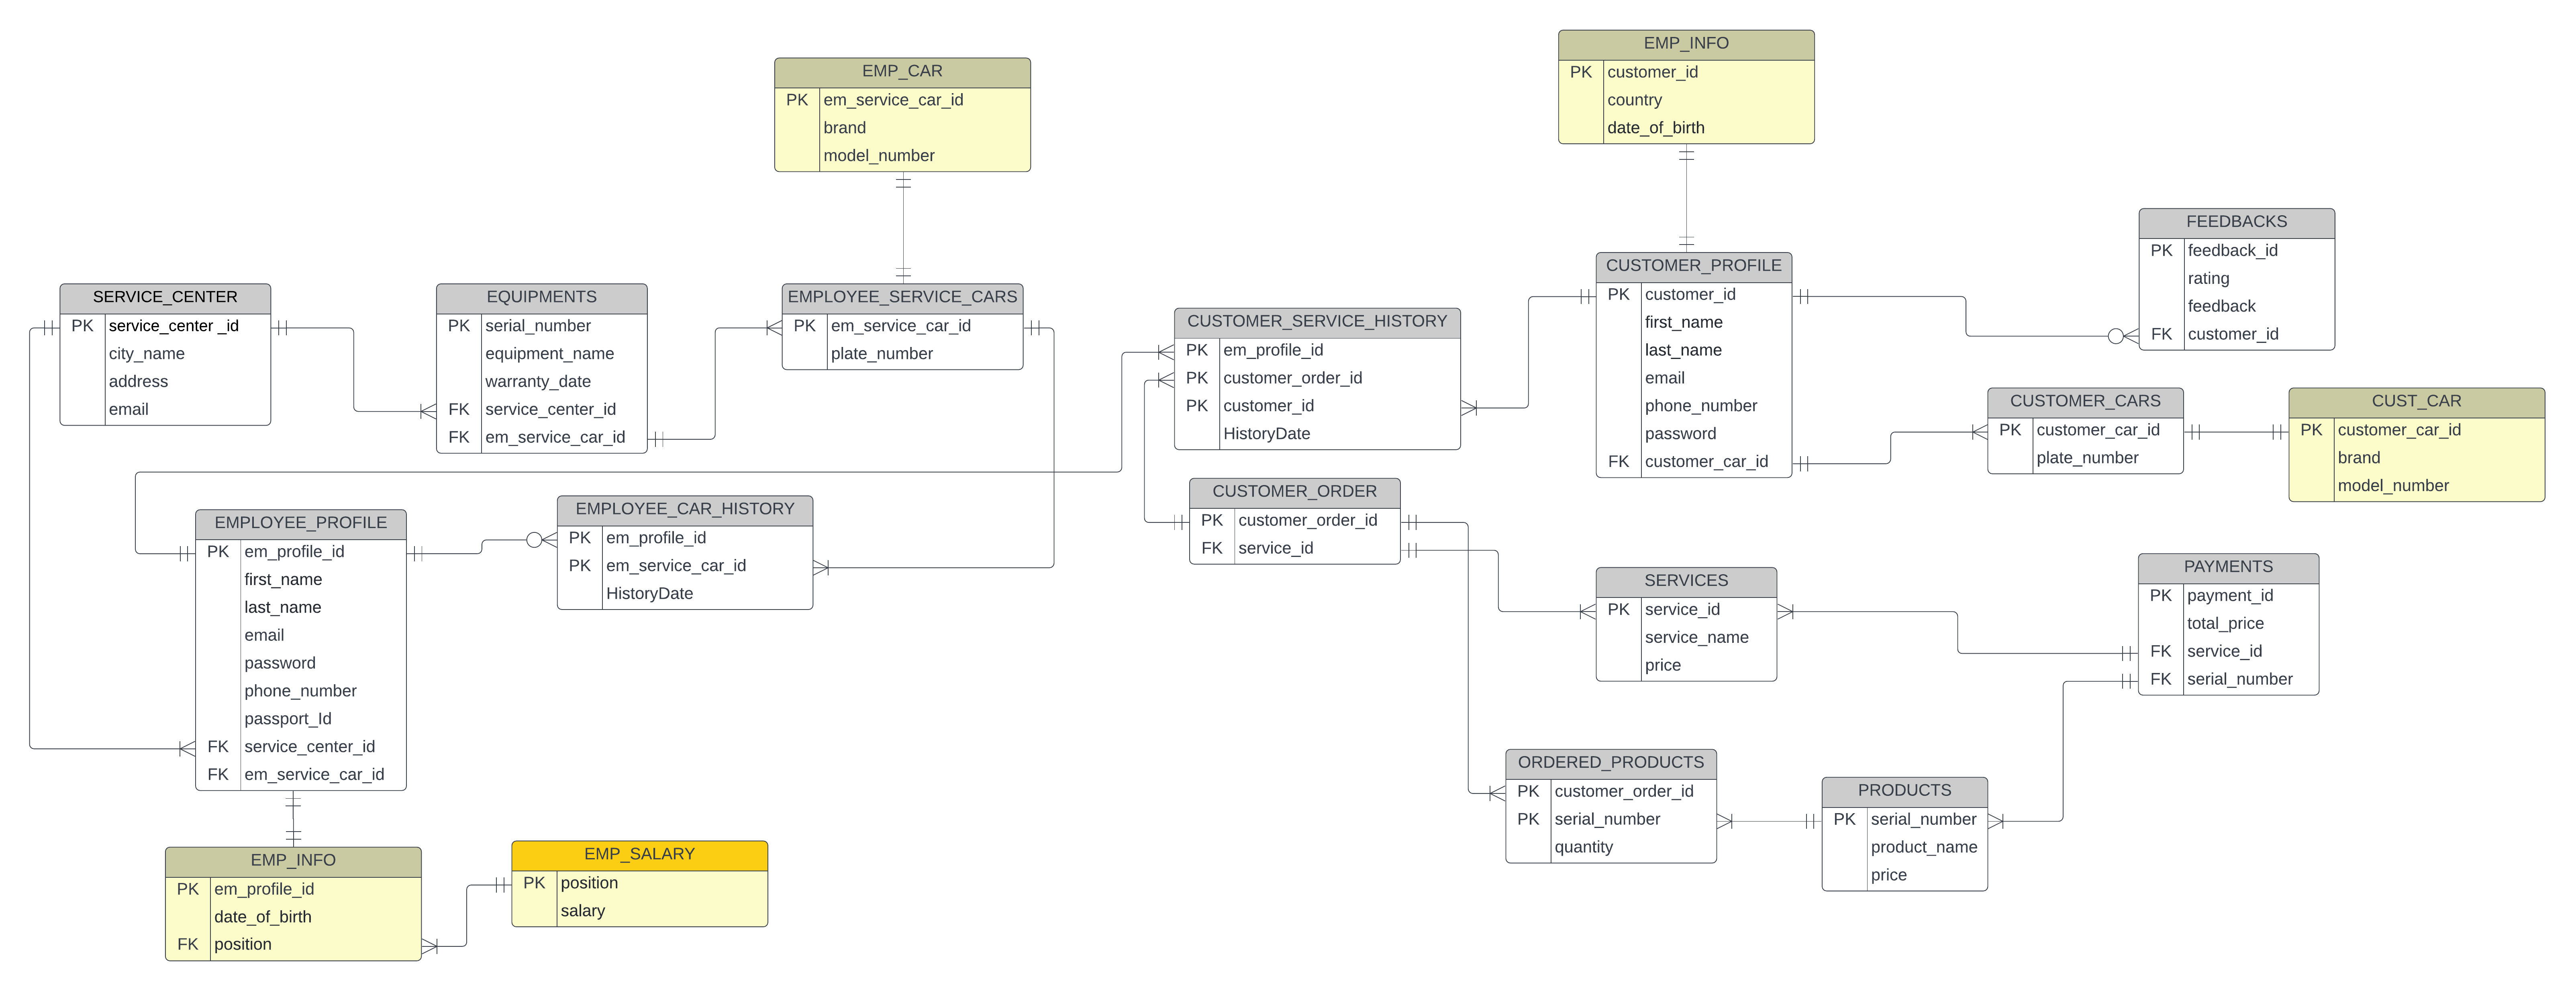 EMP_CAR
PK em_service_car_id
brand
model_number
EMP_INFO
PK customer_id
country
date_of_birth
SERVICE_CENTER
PK service_center _id
city_name
address
email
EQUIPMENTS
PK serial_number
equipment_name
warranty_date
FK service_center_id
FK em_service_car_id
EMPLOYEE_SERVICE_CARS
PK em_service_car_id
plate_number
CUSTOMER_SERVICE_HISTORY
PK em_profile_id
PK customer_order_id
PK customer_id
HistoryDate
CUSTOMER_PROFILE
PK customer_id
first_name
last_name
email
phone_number
password
FK customer_car_id
FEEDBACKS
PK feedback_id
rating
feedback
FK customer_id
CUSTOMER_CARS
PK customer_car_id
plate_number
CUST_CAR
PK customer_car_id
brand
model_number
EMPLOYEE_PROFILE
PK em_profile_id
first_name
last_name
email
password
phone_number
passport_Id
FK service_center_id
FK em_service_car_id
EMPLOYEE_CAR_HISTORY
PK em_profile_id
PK em_service_car_id
HistoryDate
CUSTOMER_ORDER
PK customer_order_id
FK service_id
SERVICES
PK service_id
service_name
price
PAYMENTS
PK payment_id
total_price
FK service_id
FK serial_number
ORDERED_PRODUCTS
PK customer_order_id
PK serial_number
quantity
PRODUCTS
PK serial_number
product_name
price
EMP_INFO
PK em_profile_id
date_of_birth
FK position
EMP_SALARY
PK position
salary